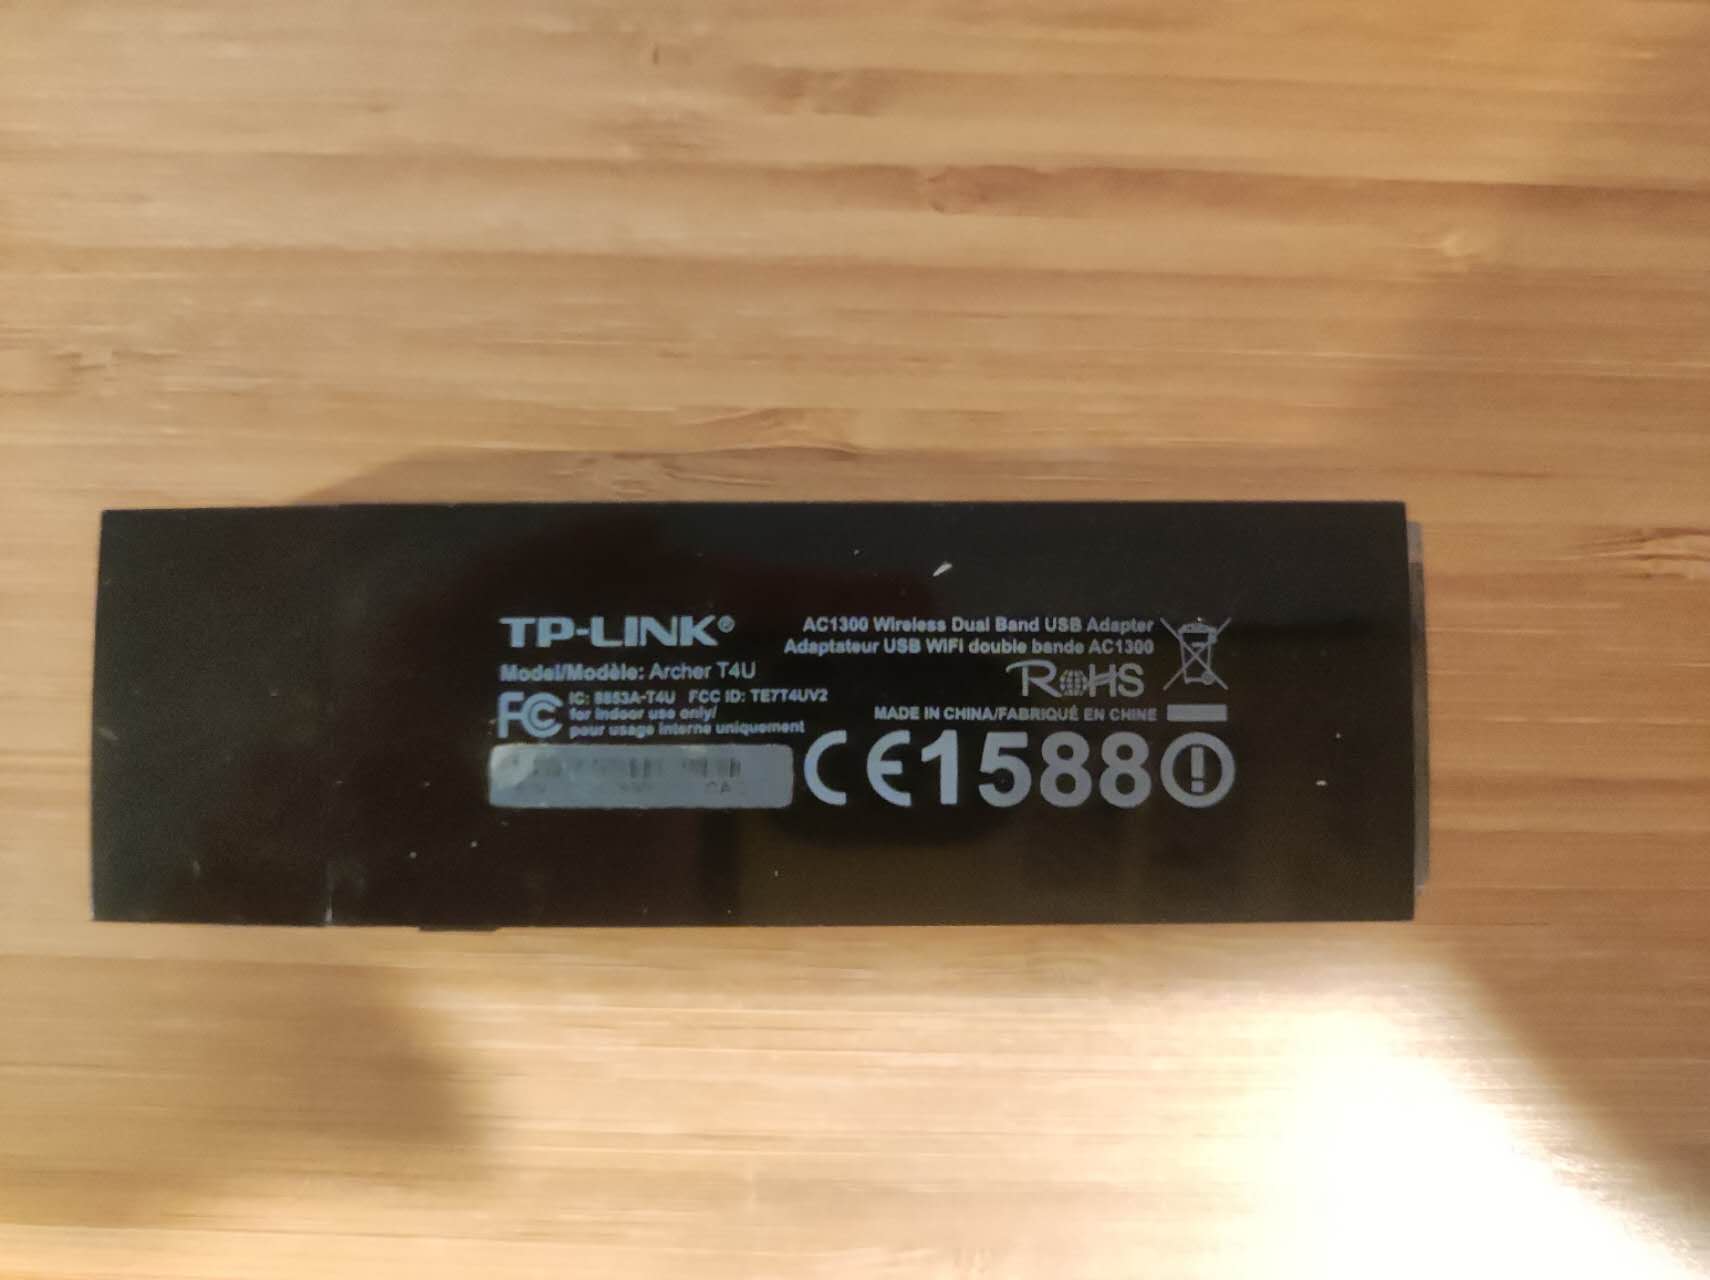 TP-LINK®
Model/Modèle: Archer T4U
FC IC: 8853A-T4U FCC ID: TE7T4UV2
for indoor use only/
pour usage interne uniquement
AC1300 Wireless Dual Band USB Adapter
Adaptateur USB WiFi double bande AC1300
RoHS
MADE IN CHINA/FABRIQUÉ EN CHINE
CE1588